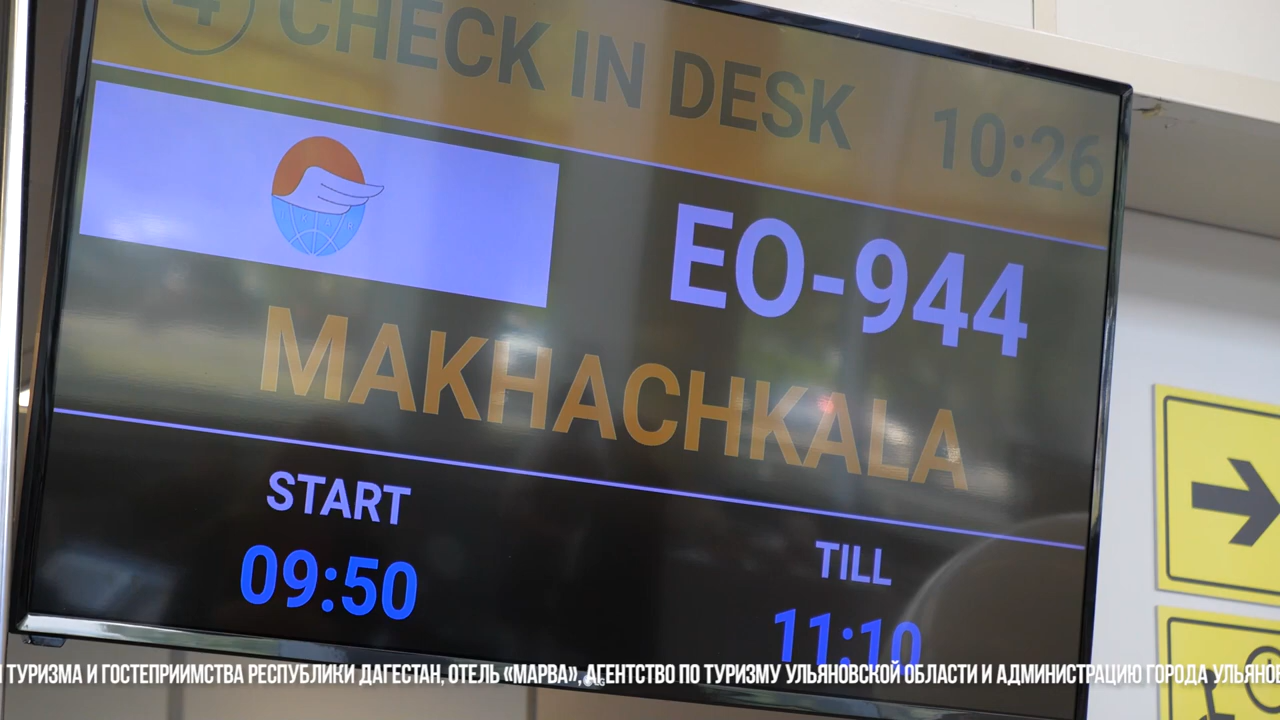 4 CHECK IN DESK 10:26
EO-944
MAKHACHKALA
START
09:50
TILL
11:10
ТУРИЗМА И ГОСТЕПРИИМСТВА РЕСПУБЛИКИ ДАГЕСТАН, ОТЕЛЬ «МАРВА», АГЕНТСТВО ПО ТУРИЗМУ УЛЬЯНОВСКОЙ ОБЛАСТИ И АДМИНИСТРАЦИЮ ГОРОДА